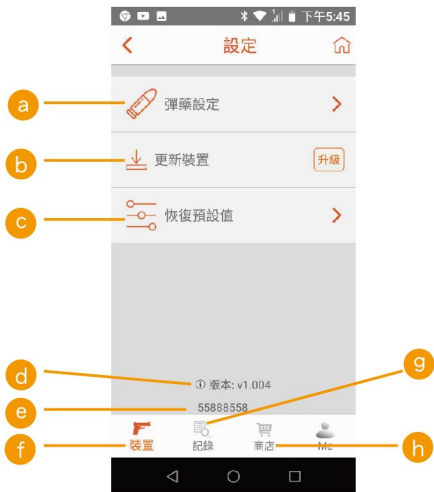 下午5:45
設定
a
彈藥設定
b
更新裝置
升級
c
恢復預設值
g
d
版本: v1.004
e
55888558
f
裝置
記錄
商店
Me
h